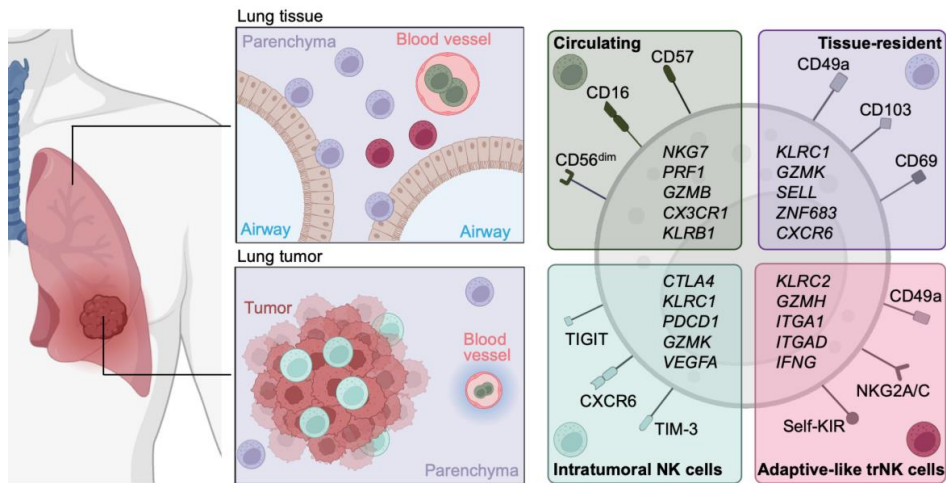 Lung tissue
Parenchyma
Blood vessel
Airway
Airway
Lung tumor
Tumor
Blood vessel
Parenchyma
Circulating
CD57
CD16
CD56dim
NKG7
PRF1
GZMB
CX3CR1
KLRB1
Tissue-resident
CD49a
CD103
CD69
KLRC1
GZMK
SELL
ZNF683
CXCR6
CTLA4
KLRC1
PDCD1
GZMK
VEGFA
TIGIT
CXCR6
TIM-3
Intratumoral NK cells
KLRC2
GZMH
ITGA1
ITGAD
IFNG
CD49a
NKG2A/C
Self-KIR
Adaptive-like trNK cells